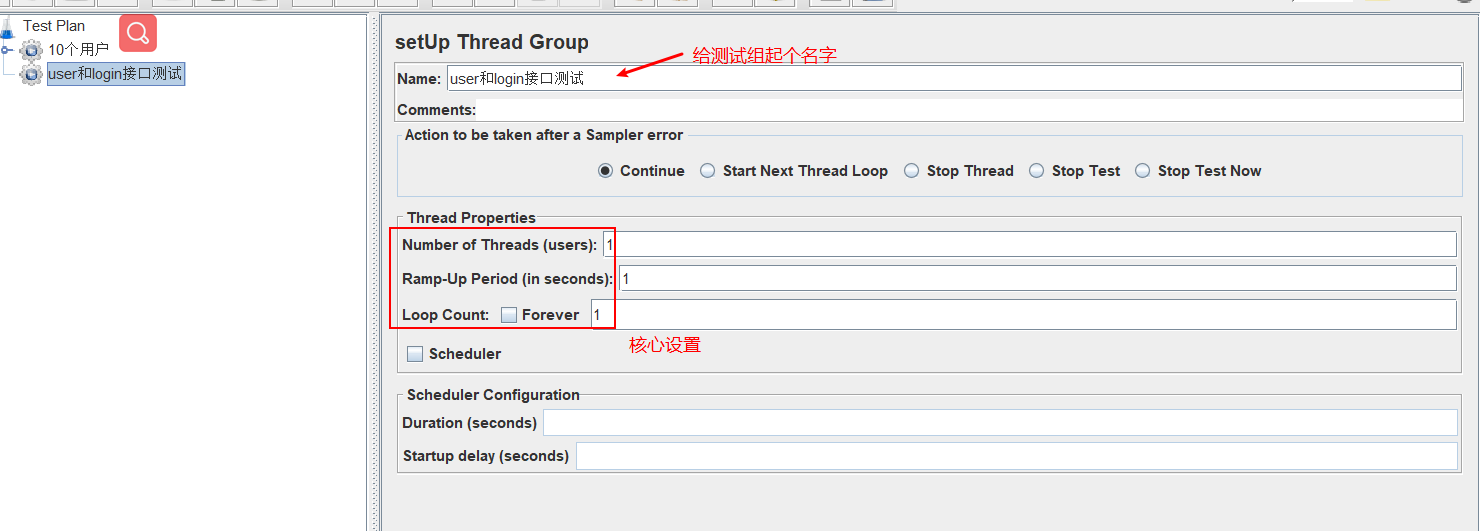 Test Plan
10个用户
user和login接口测试
setUp Thread Group
给测试组起个名字
Name: user和login接口测试
Comments:
Action to be taken after a Sampler error
Continue Start Next Thread Loop Stop Thread Stop Test Stop Test Now
Thread Properties
Number of Threads (users): 1
Ramp-Up Period (in seconds): 1
Loop Count: Forever 1
核心设置
Scheduler
Scheduler Configuration
Duration (seconds)
Startup delay (seconds)